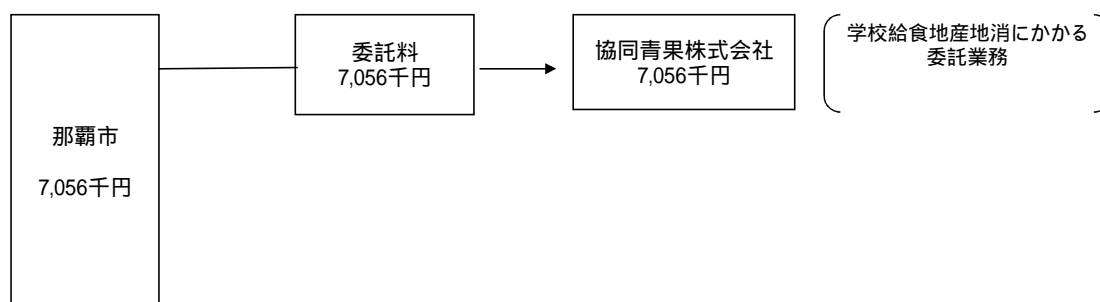 那覇市
7,056千円
委託料
7,056千円
協同青果株式会社
7,056千円
学校給食地産地消にかかる
委託業務